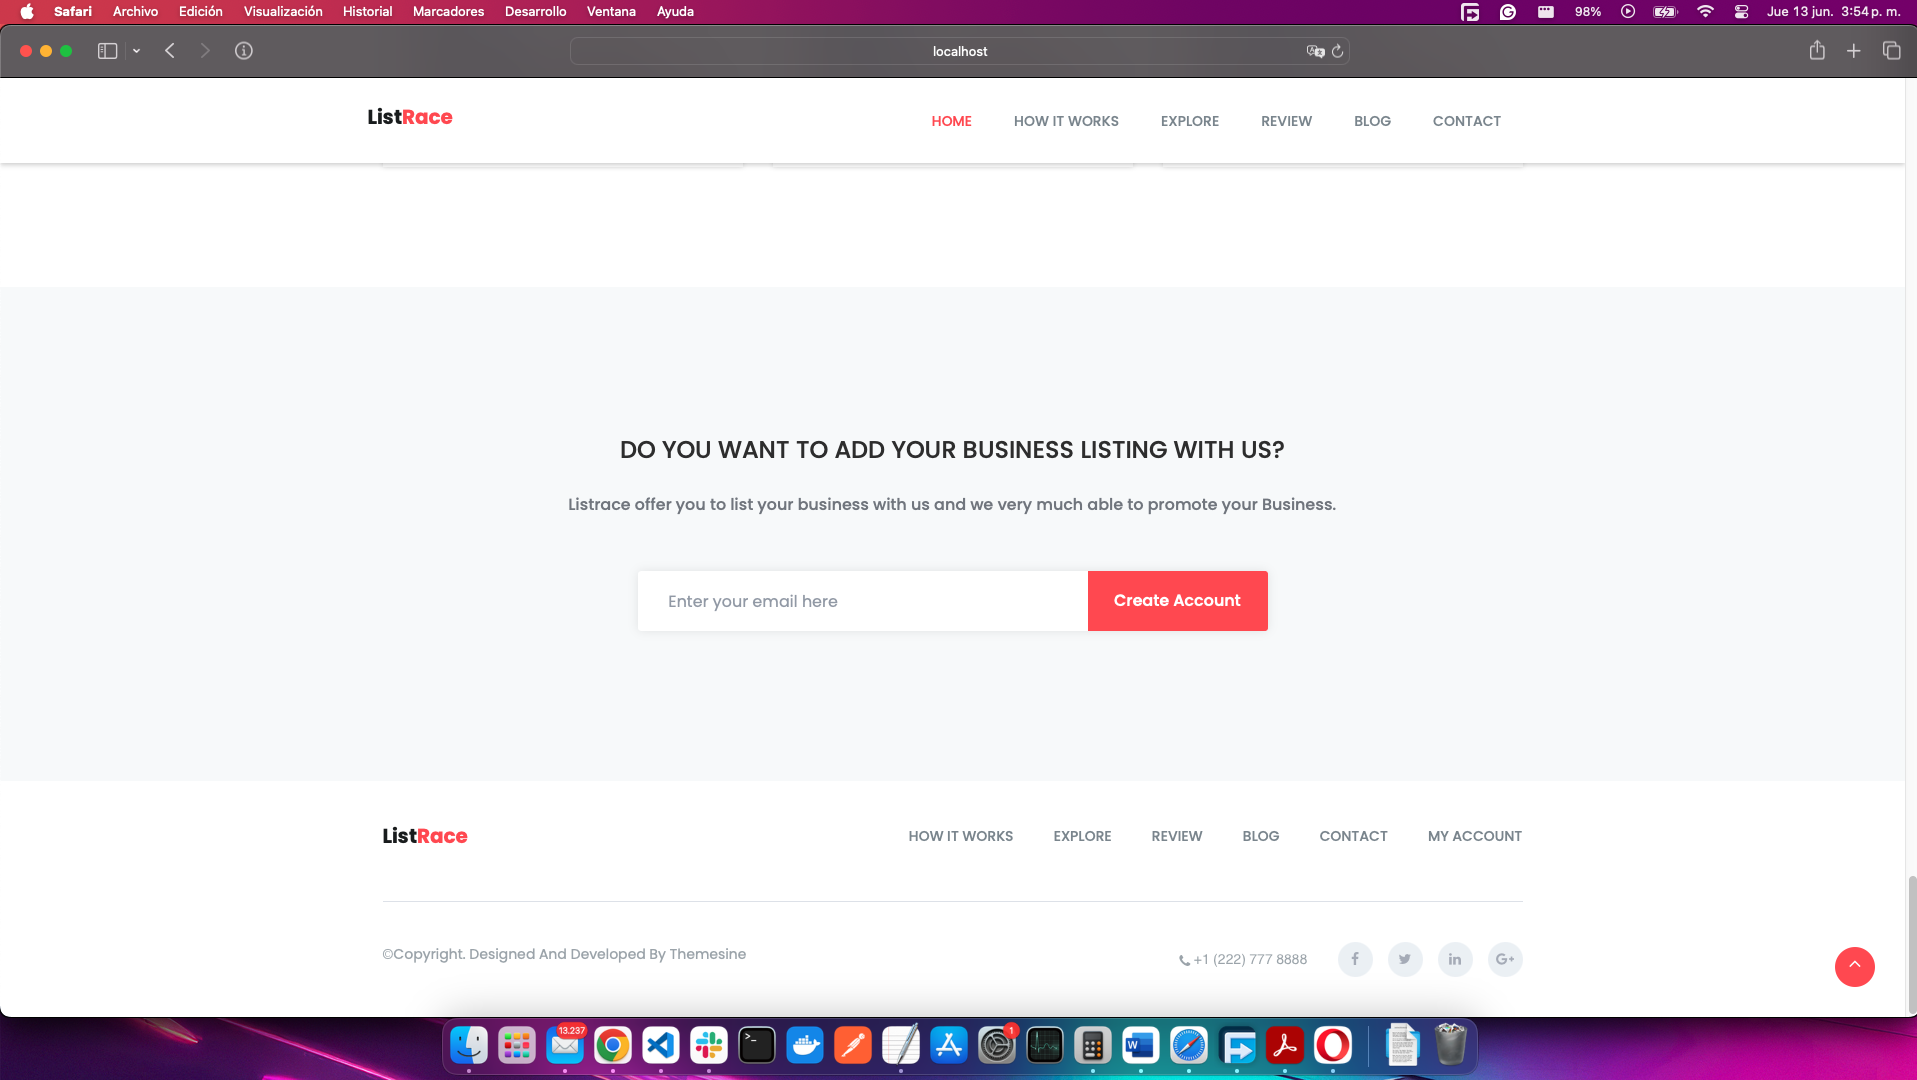 Safari Archivo Edición Visualización Historial Marcadores Desarrollo Ventana Ayuda 98% Jue 13 jun. 3:54 p. m.
localhost
ListRace HOME HOW IT WORKS EXPLORE REVIEW BLOG CONTACT
DO YOU WANT TO ADD YOUR BUSINESS LISTING WITH US?
Listrace offer you to list your business with us and we very much able to promote your Business.
Enter your email here Create Account
ListRace HOW IT WORKS EXPLORE REVIEW BLOG CONTACT MY ACCOUNT
©Copyright. Designed And Developed By Themesine +1 (222) 777 8888
13.237 1